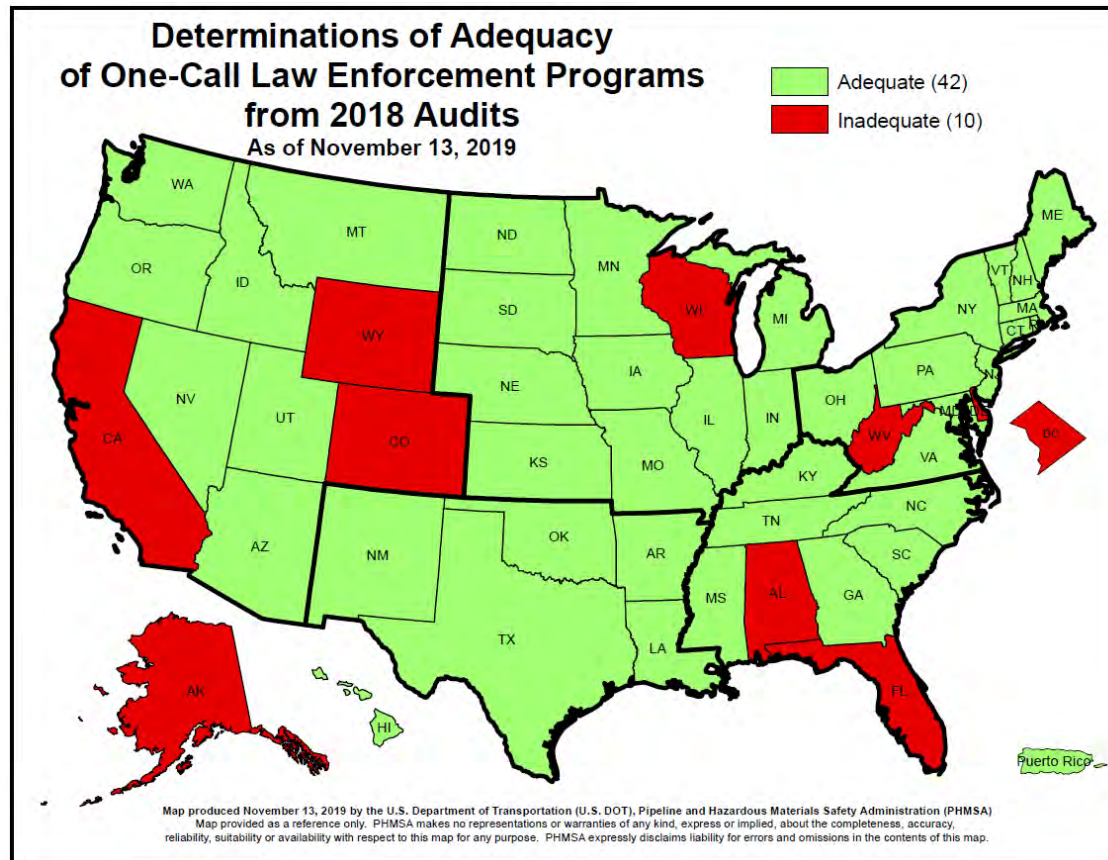 Determinations of Adequacy
of One-Call Law Enforcement Programs
from 2018 Audits
As of November 13, 2019
Adequate (42)
Inadequate (10)
WA
MT
ND
MN
ME
OR
ID
SD
WI
MI
VT
NH
NY
MA
CT
WY
IA
NE
PA
NJ
NV
UT
CO
IL
IN
OH
MD
DE
DC
CA
KS
MO
WV
VA
KY
AZ
NM
OK
AR
TN
NC
SC
MS
AL
GA
TX
LA
AK
HI
FL
Puerto Rico
Map produced November 13, 2019 by the U.S. Department of Transportation (U.S. DOT), Pipeline and Hazardous Materials Safety Administration (PHMSA)
Map provided as a reference only. PHMSA makes no representations or warranties of any kind, express or implied, about the completeness, accuracy,
reliability, suitability or availability with respect to this map for any purpose. PHMSA expressly disclaims liability for errors and omissions in the contents of this map.